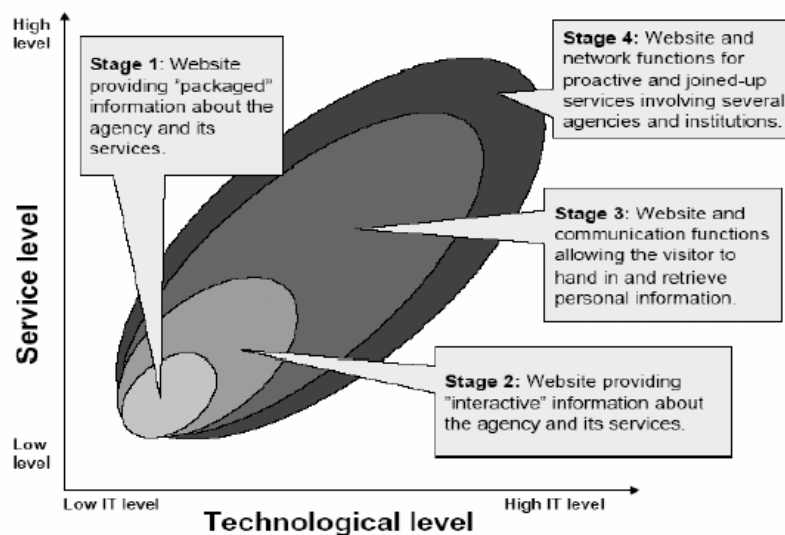 High
level
Stage 1: Website
providing "packaged"
information about the
agency and its
services.
Stage 4: Website and
network functions for
proactive and joined-up
services involving several
agencies and institutions.
Stage 3: Website and
communication functions
allowing the visitor to
hand in and retrieve
personal information.
Stage 2: Website providing
"interactive" information about
the agency and its services.
Service level
Low
level
Low IT level
High IT level
Technological level